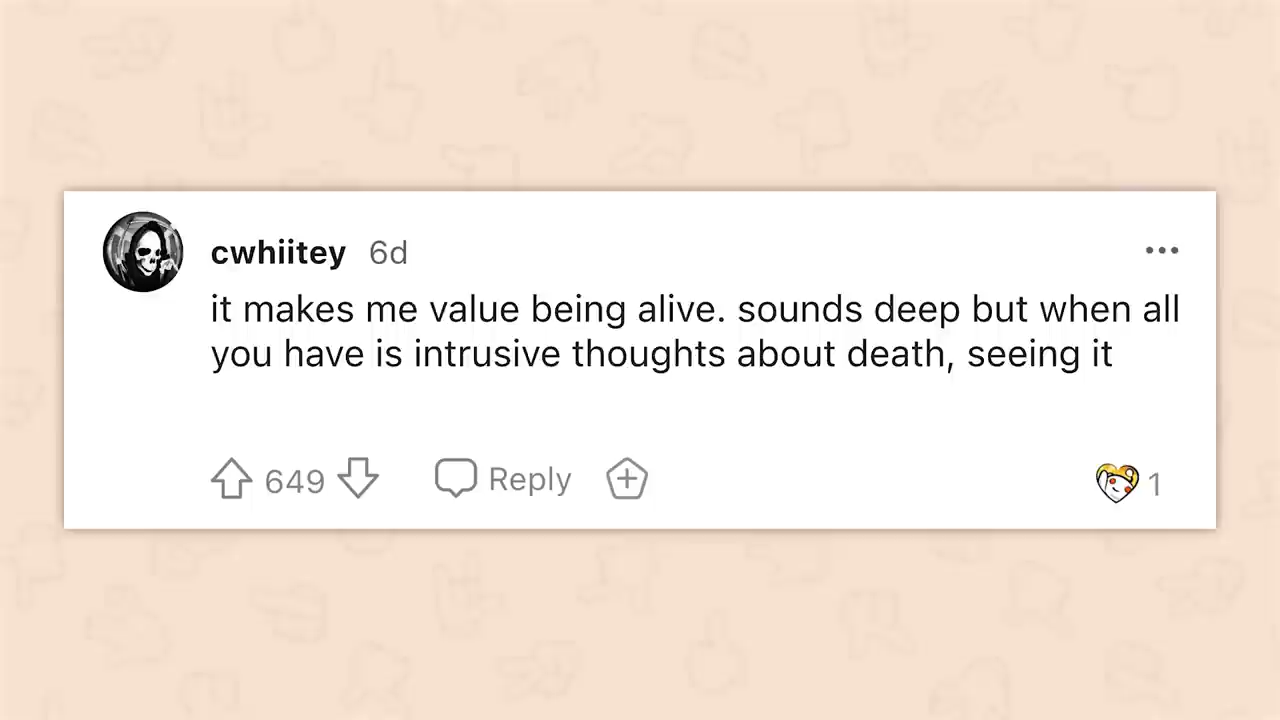 cwhiitey 6d
it makes me value being alive. sounds deep but when all
you have is intrusive thoughts about death, seeing it
649 Reply 1